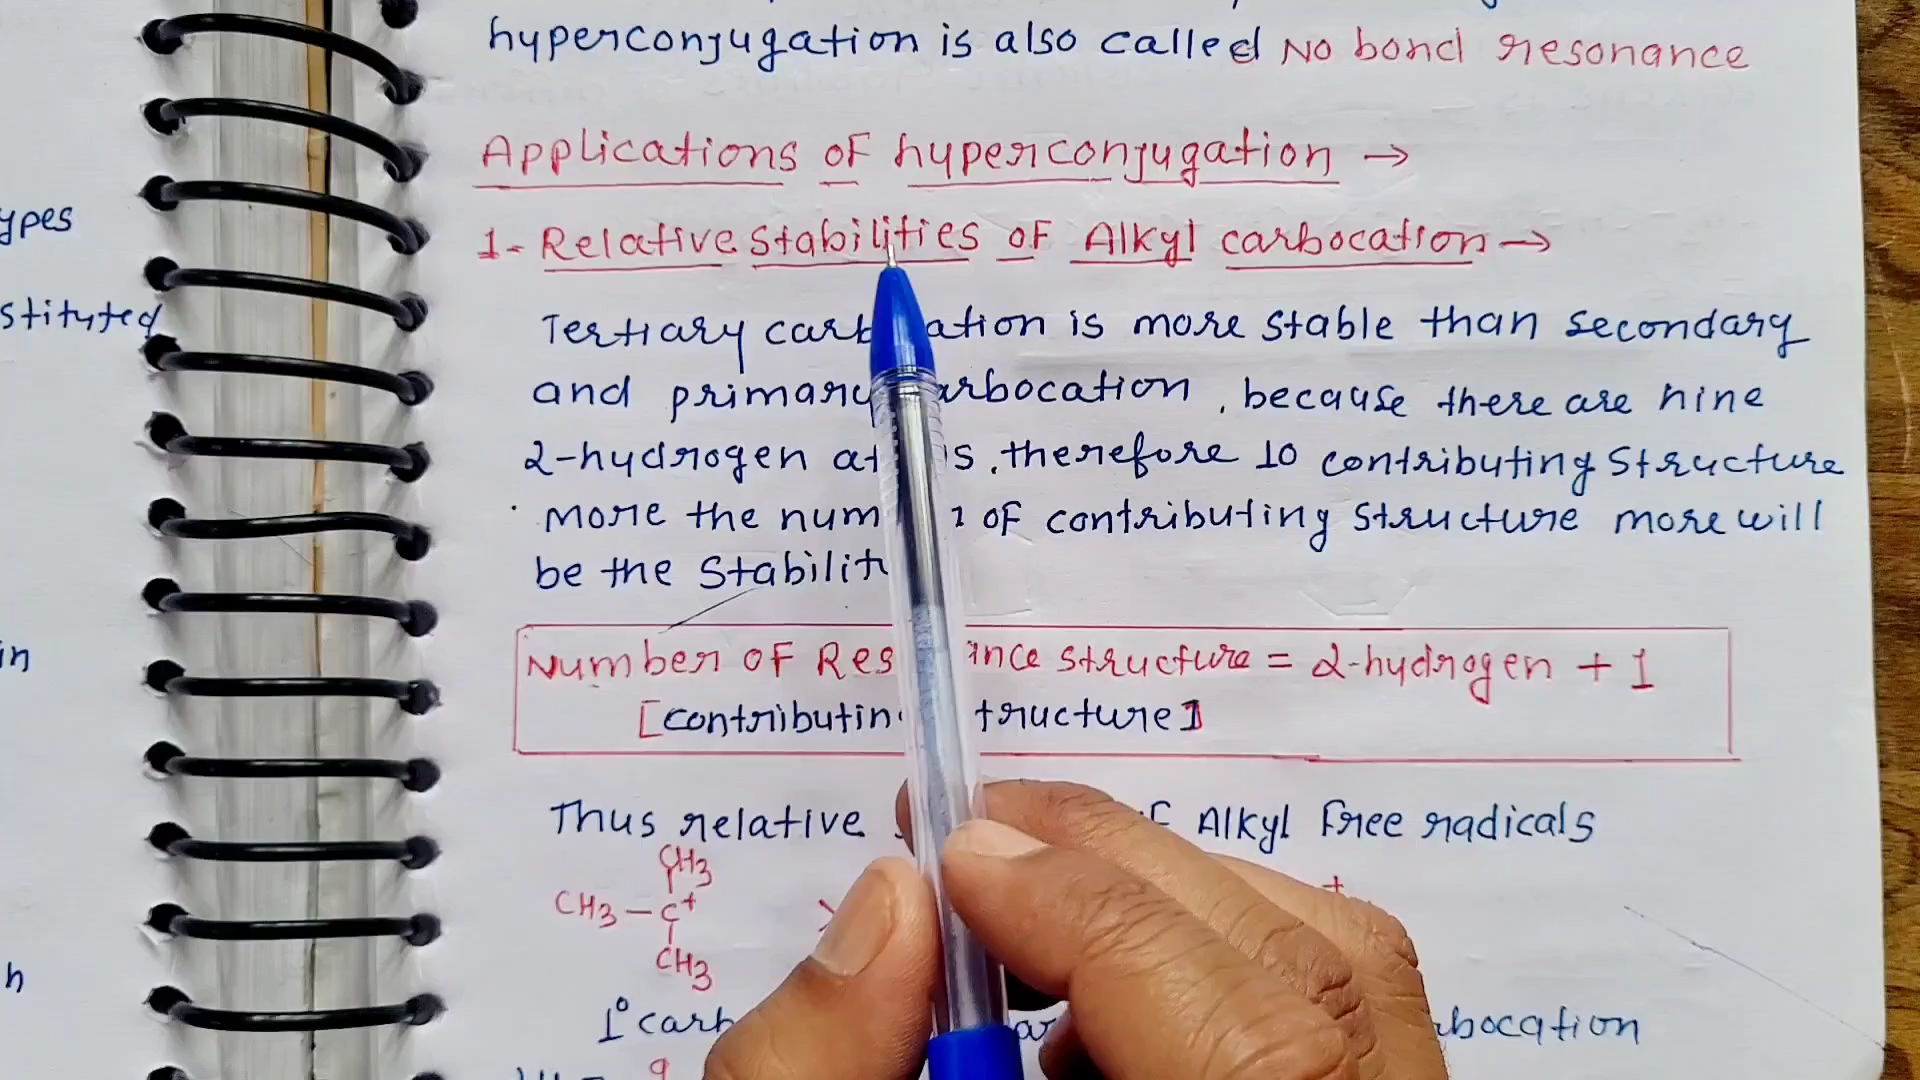 hyperconjugation is also called No bond resonance
Applications of hyperconjugation →
1- Relative stabilities of Alkyl carbocation →
Tertiary carb ation is more stable than secondary
and primary arbocation, because there are nine
α-hydrogen at s, therefore 10 contributing structure
more the num of contributing structure more will
be the Stabilit
Number of Res ance structure = α-hydrogen + 1
[contributin tructure]
Thus relative Alkyl free radicals
CH3
CH3 – C+ >
CH3
+
1° carb bocation
9
ypes
stituted
in
h